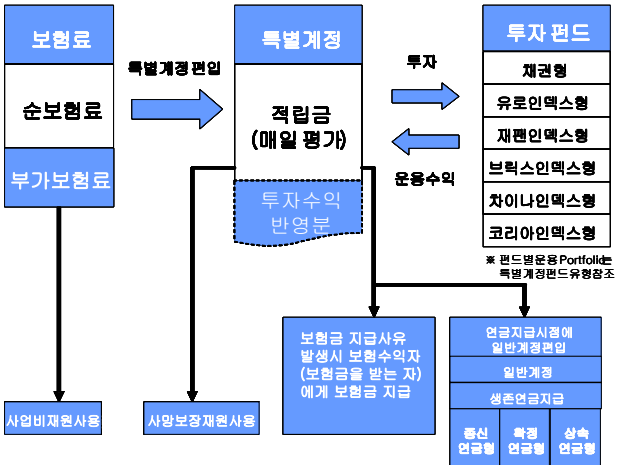 보험료
순보험료
부가보험료
특별계정편입
특별계정
적립금
(매일 평가)
투자수익
반영분
투자
운용수익
투자 펀드
채권형
유로인덱스형
재팬인덱스형
브릭스인덱스형
차이나인덱스형
코리아인덱스형
※ 펀드별운용 Portfolio는
특별계정펀드유형참조
사업비재원사용
사망보장재원사용
보험금 지급사유
발생시 보험수익자
(보험금을 받는 자)
에게 보험금 지급
연금지급시점에
일반계정편입
일반계정
생존연금지급
종신
연금형
확정
연금형
상속
연금형